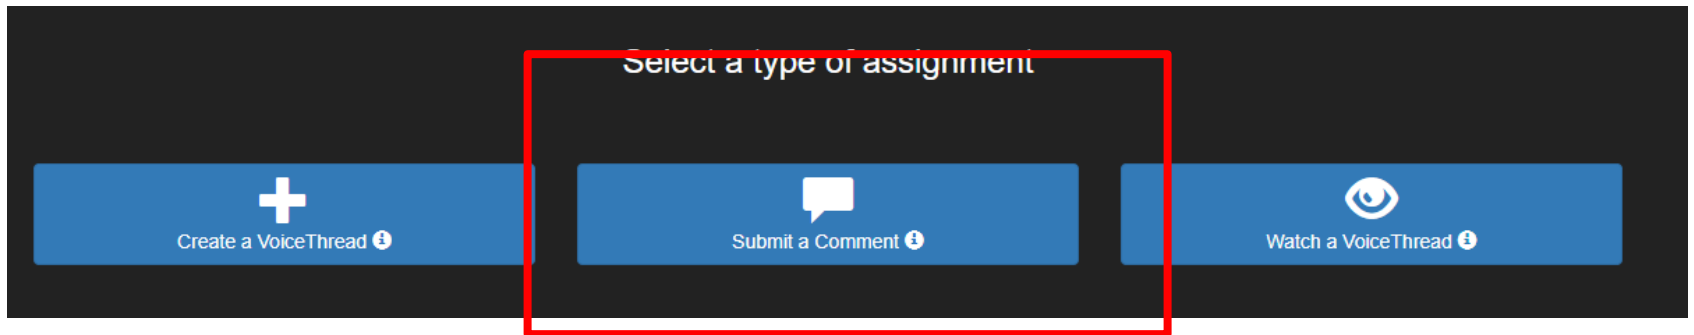 Select a type of assignment
Create a VoiceThread
Submit a Comment
Watch a VoiceThread